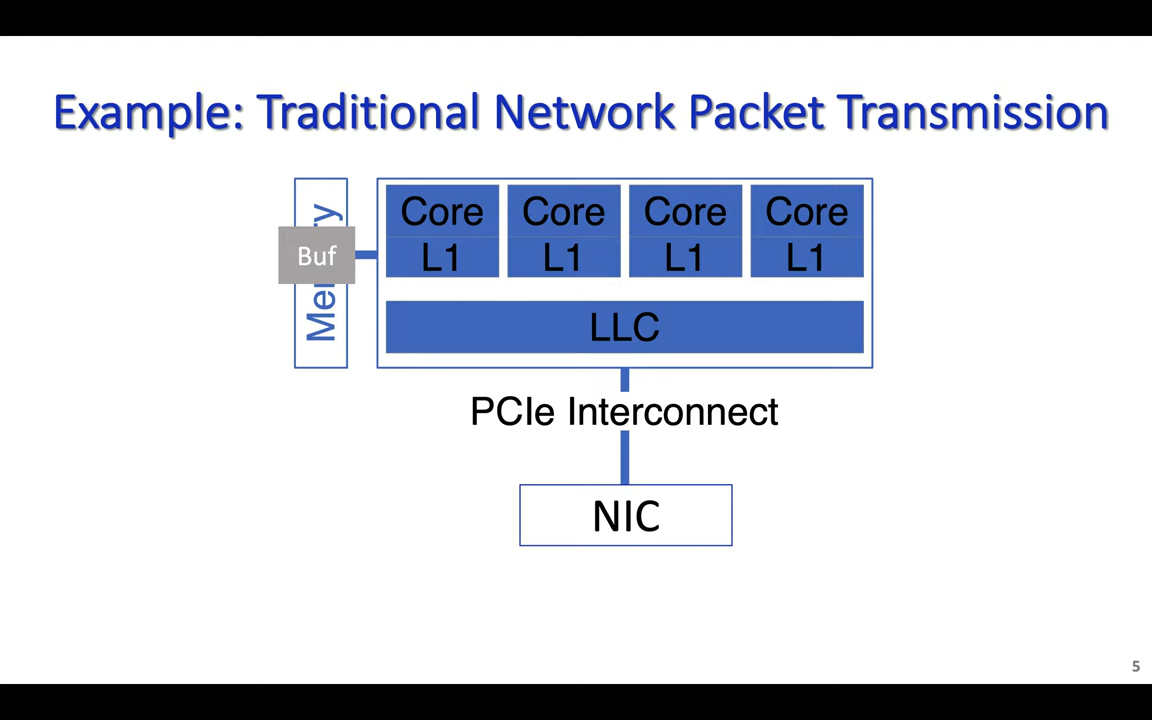 Example: Traditional Network Packet Transmission
Core Core Core Core
Buf
L1 L1 L1 L1
LLC
PCIe Interconnect
NIC
5